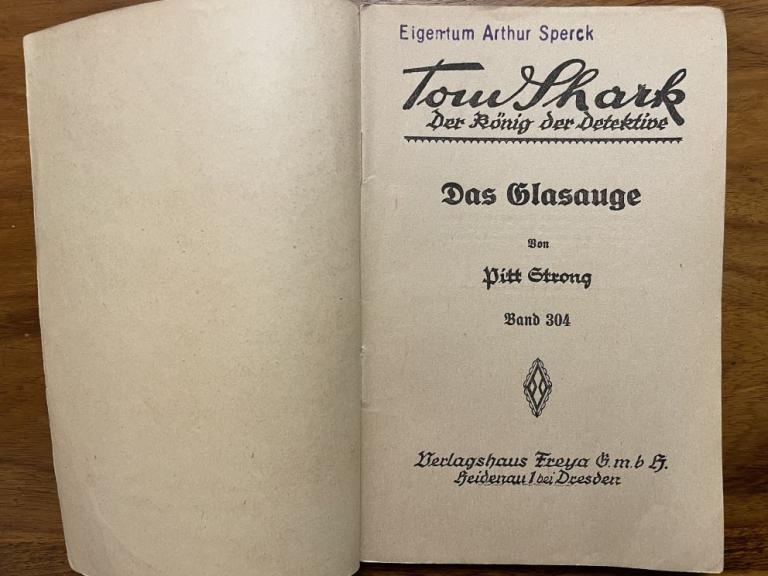 Eigentum Arthur Sperck
Tom Shark
Der König der Detektive
Das Glasauge
Von
Pitt Strong
Band 304
Verlagshaus Freya G.m.b H.
Heidenau 1 bei Dresden